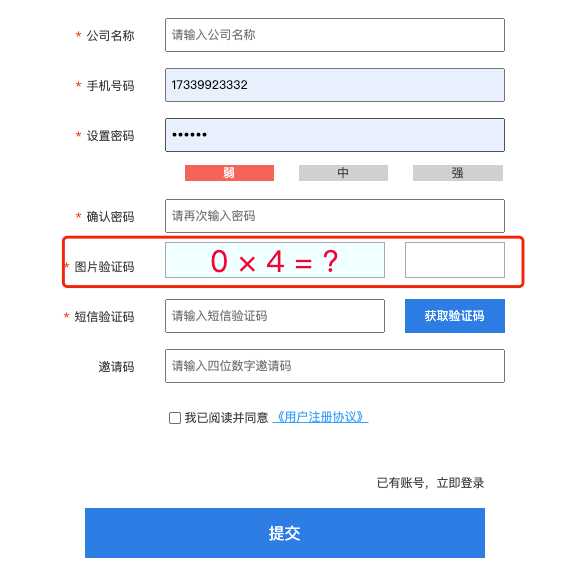 * 公司名称 请输入公司名称
* 手机号码 17339923332
* 设置密码 ••••••
弱 中 强
* 确认密码 请再次输入密码
* 图片验证码 0 × 4 = ?
* 短信验证码 请输入短信验证码 获取验证码
邀请码 请输入四位数字邀请码
我已阅读并同意 《用户注册协议》
已有账号，立即登录
提交